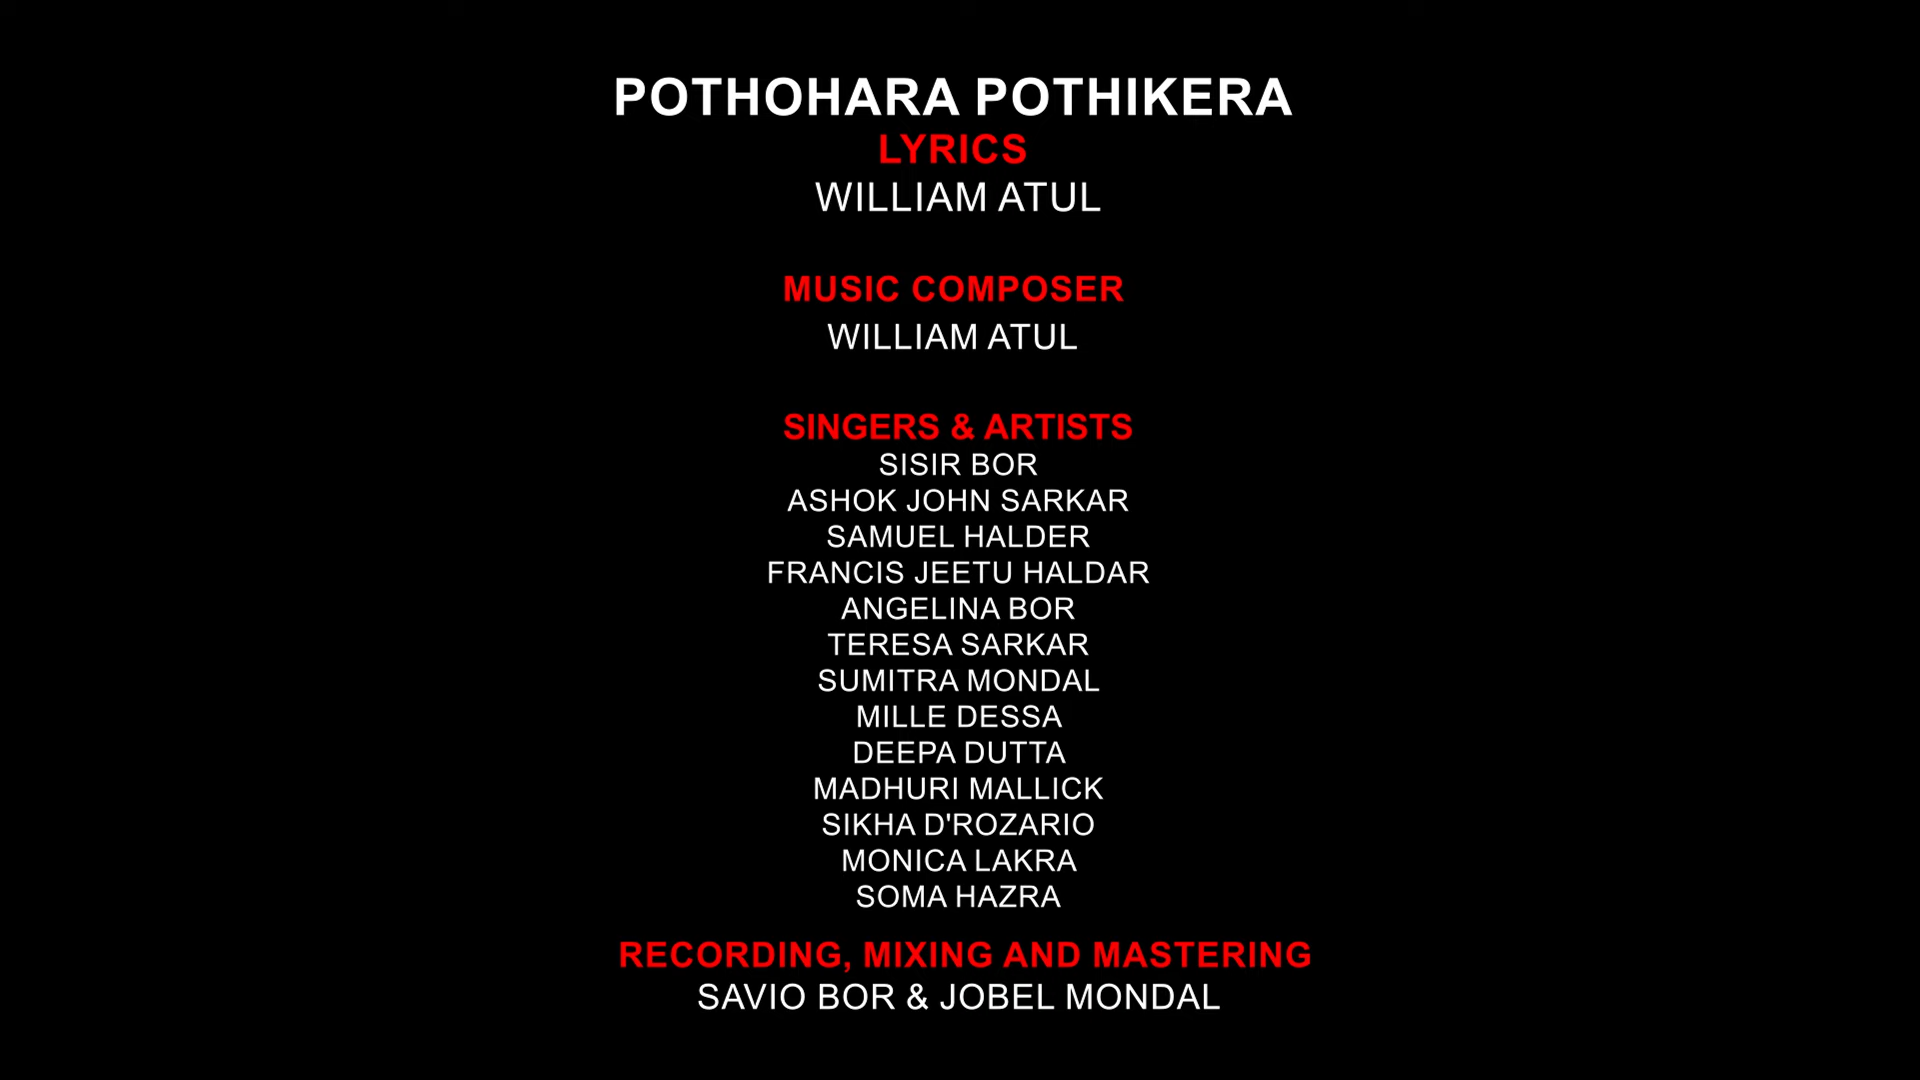 POTHOHARA POTHIKERA
LYRICS
WILLIAM ATUL
MUSIC COMPOSER
WILLIAM ATUL
SINGERS & ARTISTS
SISIR BOR
ASHOK JOHN SARKAR
SAMUEL HALDER
FRANCIS JEETU HALDAR
ANGELINA BOR
TERESA SARKAR
SUMITRA MONDAL
MILLE DESSA
DEEPA DUTTA
MADHURI MALLICK
SIKHA D'ROZARIO
MONICA LAKRA
SOMA HAZRA
RECORDING, MIXING AND MASTERING
SAVIO BOR & JOBEL MONDAL